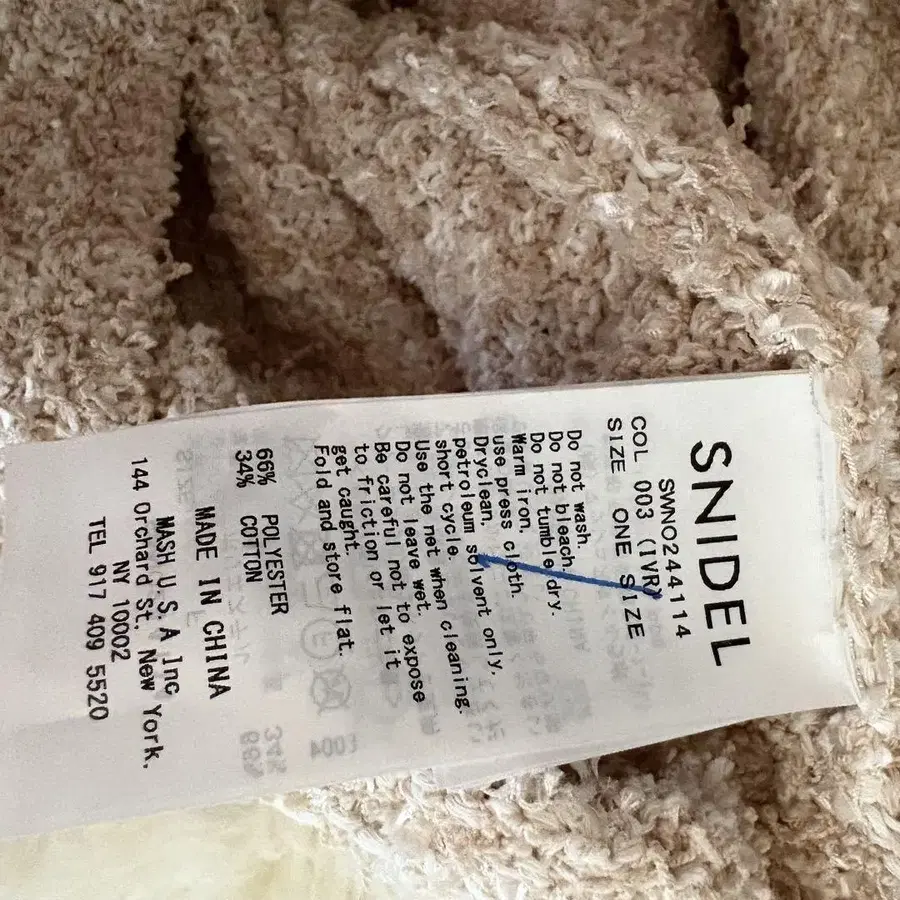 SNIDEL
SWNO244114
COL 003 (IVR)
SIZE ONE SIZE
Do not wash.
Do not bleach.
Do not tumble dry.
Warm iron,
use press cloth.
Dryclean,
petroleum solvent only,
short cycle.
Use the net when cleaning.
Do not leave wet.
Be careful not to expose
to friction or let it
get caught.
Fold and store flat.
66% POLYESTER
34% COTTON
MADE IN CHINA
MASH U.S.A Inc
144 Orchard St, New York,
NY 10002
TEL 917 409 5520